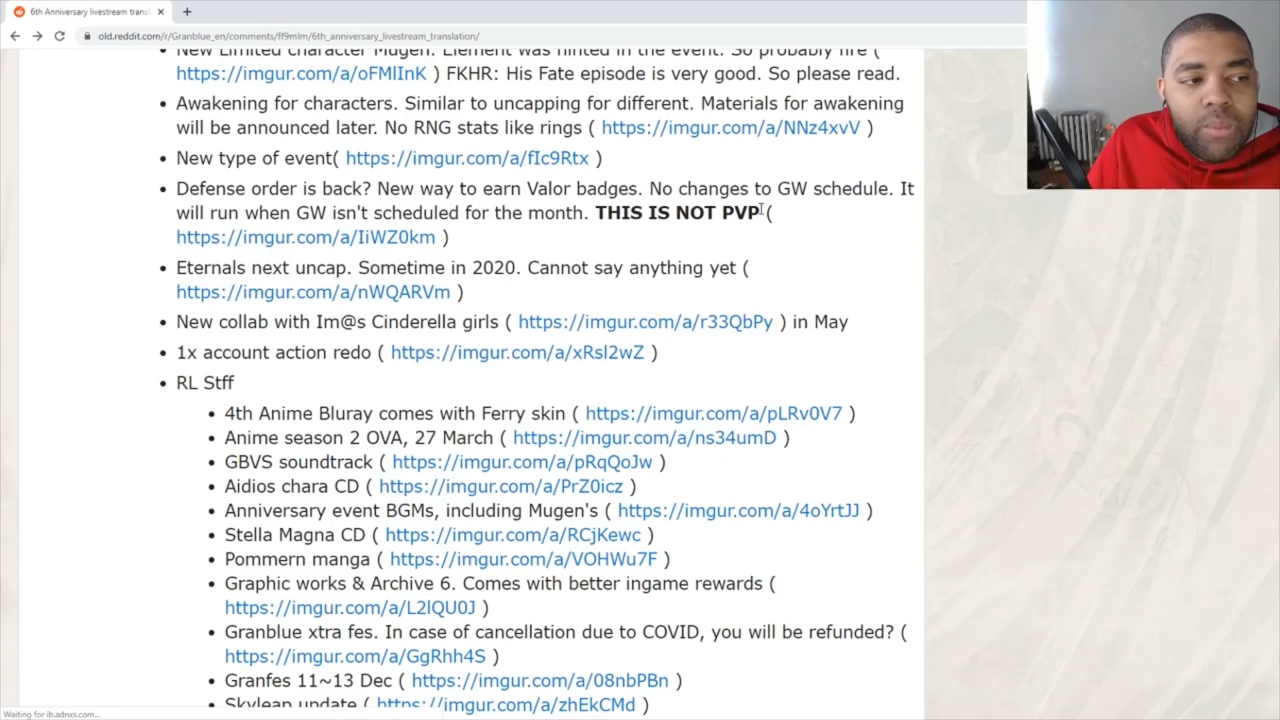 6th Anniversary livestream transl
old.reddit.com/r/Granblue_en/comments/ff9mlm/6th_anniversary_livestream_translation/
New Limited character Mugen. Element was hinted in the event. So probably fire (
https://imgur.com/a/oFMlInK ) FKHR: His Fate episode is very good. So please read.
Awakening for characters. Similar to uncapping for different. Materials for awakening
will be announced later. No RNG stats like rings ( https://imgur.com/a/NNz4xvV )
New type of event( https://imgur.com/a/fIc9Rtx )
Defense order is back? New way to earn Valor badges. No changes to GW schedule. It
will run when GW isn't scheduled for the month. THIS IS NOT PVP (
https://imgur.com/a/IiWZ0km )
Eternals next uncap. Sometime in 2020. Cannot say anything yet (
https://imgur.com/a/nWQARVm )
New collab with Im@s Cinderella girls ( https://imgur.com/a/r33QbPy ) in May
1x account action redo ( https://imgur.com/a/xRsl2wZ )
RL Stff
4th Anime Bluray comes with Ferry skin ( https://imgur.com/a/pLRv0V7 )
Anime season 2 OVA, 27 March ( https://imgur.com/a/ns34umD )
GBVS soundtrack ( https://imgur.com/a/pRqQoJw )
Aidios chara CD ( https://imgur.com/a/PrZ0icz )
Anniversary event BGMs, including Mugen's ( https://imgur.com/a/4oYrtJJ )
Stella Magna CD ( https://imgur.com/a/RCjKewc )
Pommern manga ( https://imgur.com/a/VOHWu7F )
Graphic works & Archive 6. Comes with better ingame rewards (
https://imgur.com/a/L2lQU0J )
Granblue xtra fes. In case of cancellation due to COVID, you will be refunded? (
https://imgur.com/a/GgRhh4S )
Granfes 11~13 Dec ( https://imgur.com/a/08nbPBn )
Skyleap update ( https://imgur.com/a/zhEkCMd )
Waiting for ib.adnxs.com...